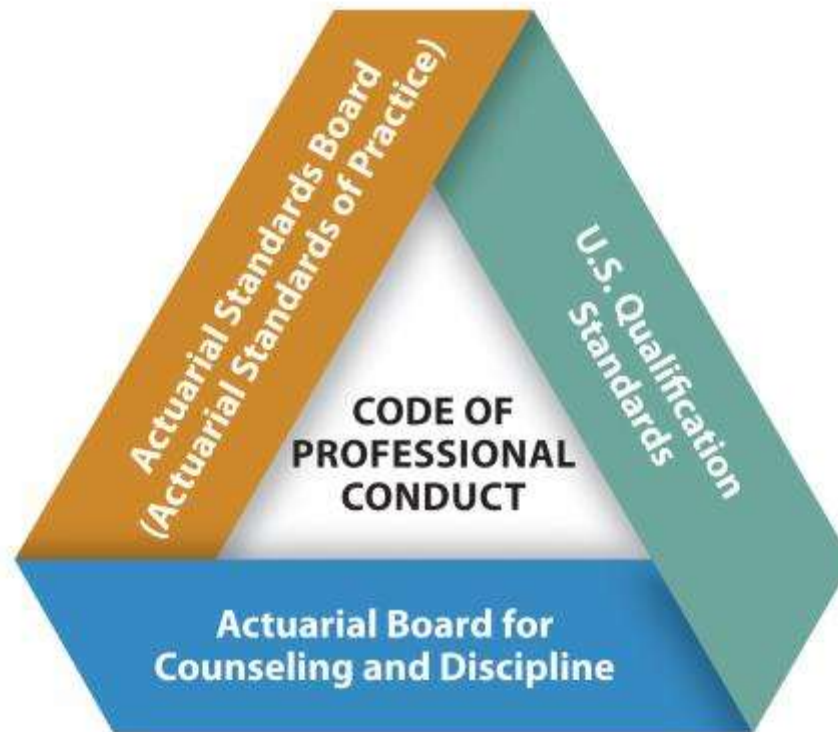 Actuarial Standards Board
(Actuarial Standards of Practice)
U.S. Qualification
Standards
CODE OF
PROFESSIONAL
CONDUCT
Actuarial Board for
Counseling and Discipline